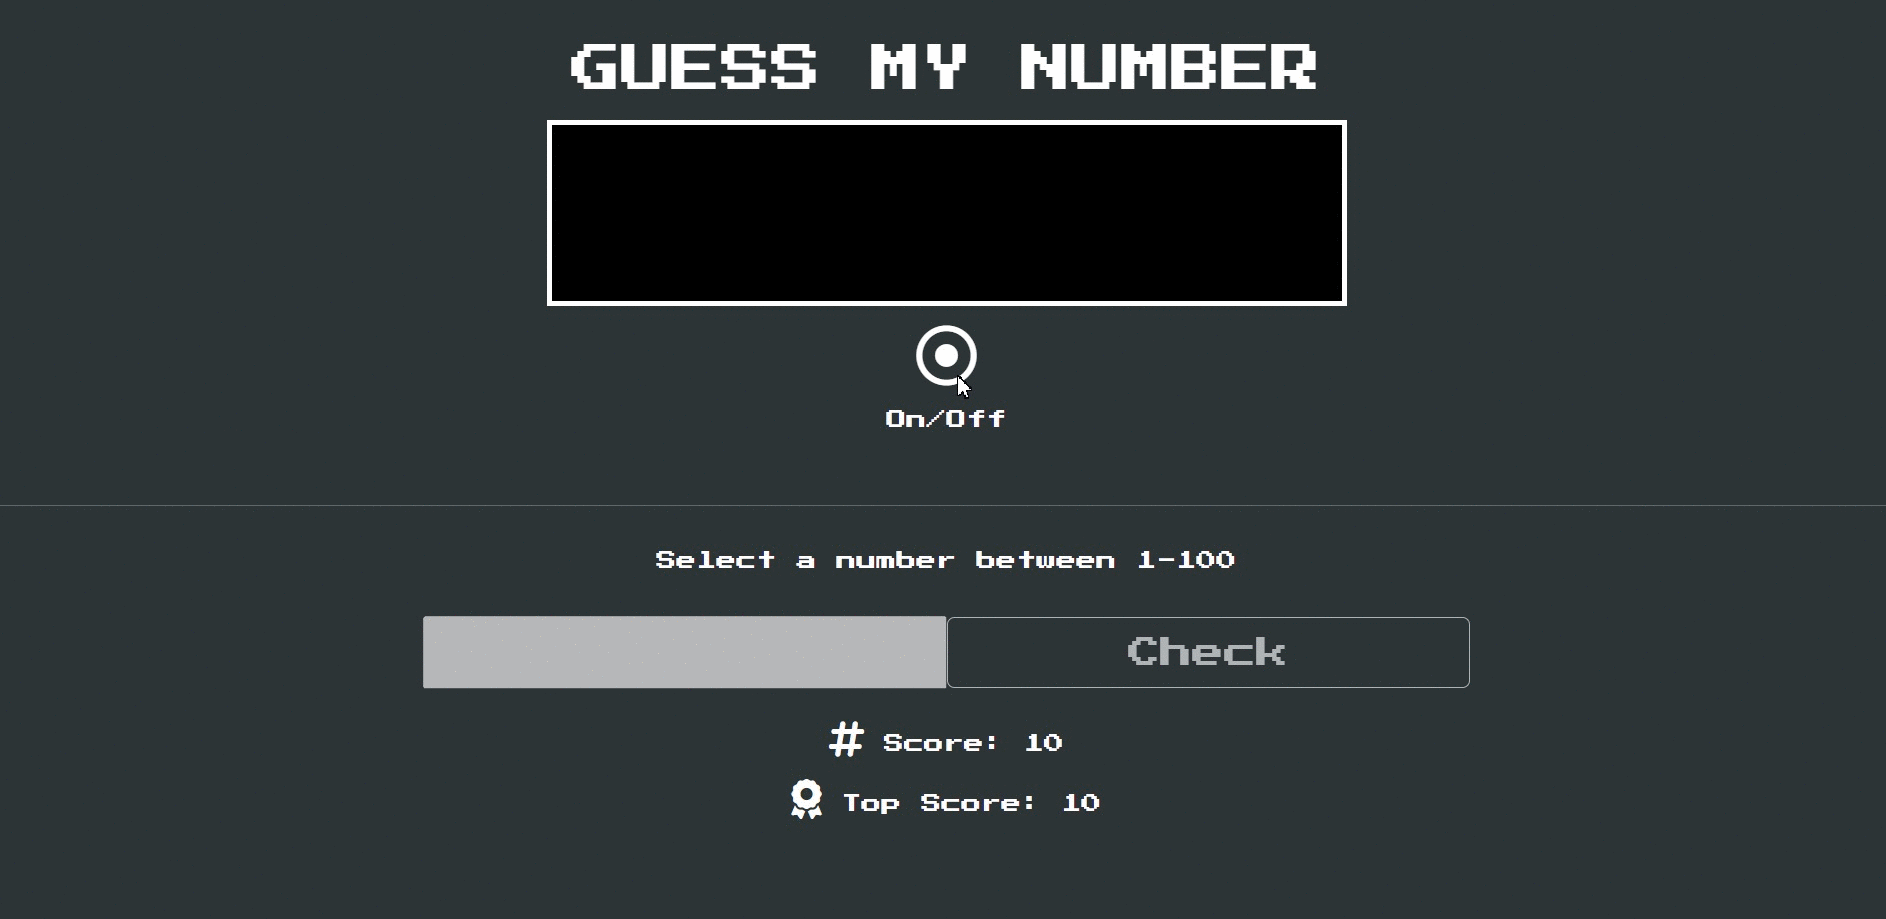 GUESS MY NUMBER
On/Off
Select a number between 1-100
Check
# Score: 10
Top Score: 10